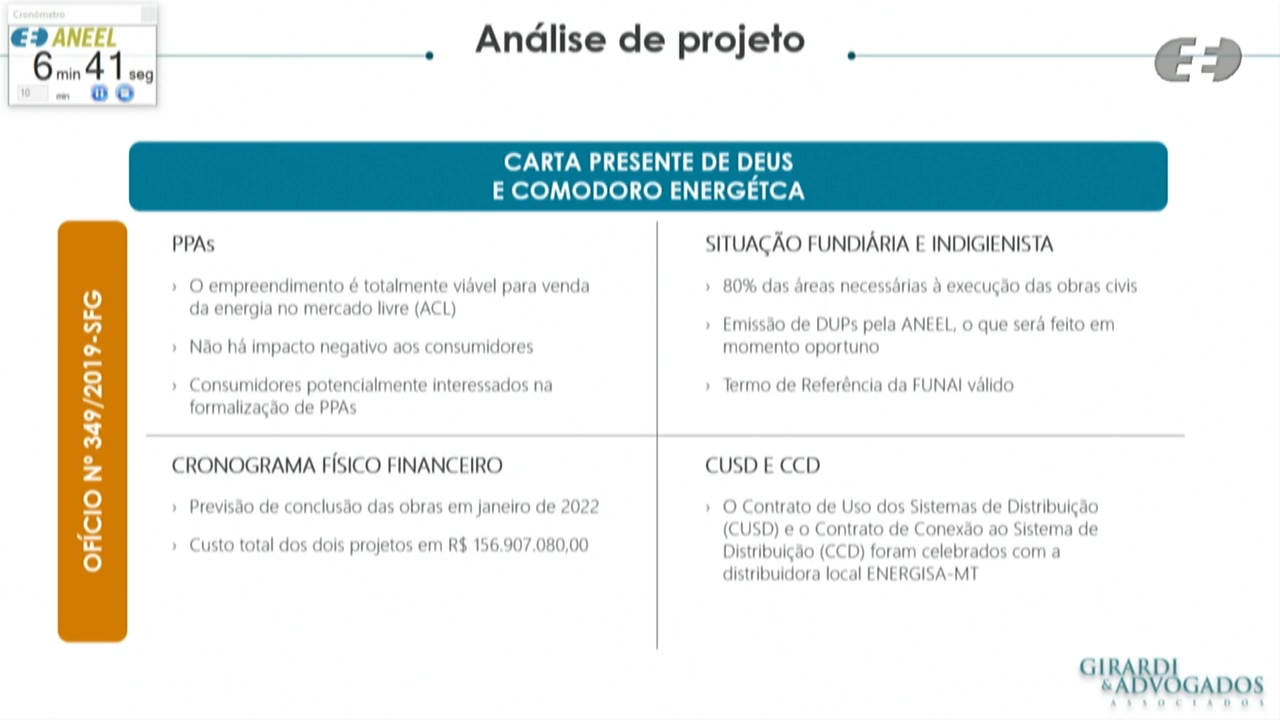 Cronômetro
ANEEL
6 min 41 seg
10 min
Análise de projeto
CARTA PRESENTE DE DEUS
E COMODORO ENERGÉTCA
OFÍCIO Nº 349/2019-SFG
PPAs
› O empreendimento é totalmente viável para venda
da energia no mercado livre (ACL)
› Não há impacto negativo aos consumidores
› Consumidores potencialmente interessados na
formalização de PPAs
SITUAÇÃO FUNDIÁRIA E INDIGIENISTA
› 80% das áreas necessárias à execução das obras civis
› Emissão de DUPs pela ANEEL, o que será feito em
momento oportuno
› Termo de Referência da FUNAI válido
CRONOGRAMA FÍSICO FINANCEIRO
› Previsão de conclusão das obras em janeiro de 2022
› Custo total dos dois projetos em R$ 156.907.080,00
CUSD E CCD
› O Contrato de Uso dos Sistemas de Distribuição
(CUSD) e o Contrato de Conexão ao Sistema de
Distribuição (CCD) foram celebrados com a
distribuidora local ENERGISA-MT
GIRARDI
&ADVOGADOS
ASSOCIADOS